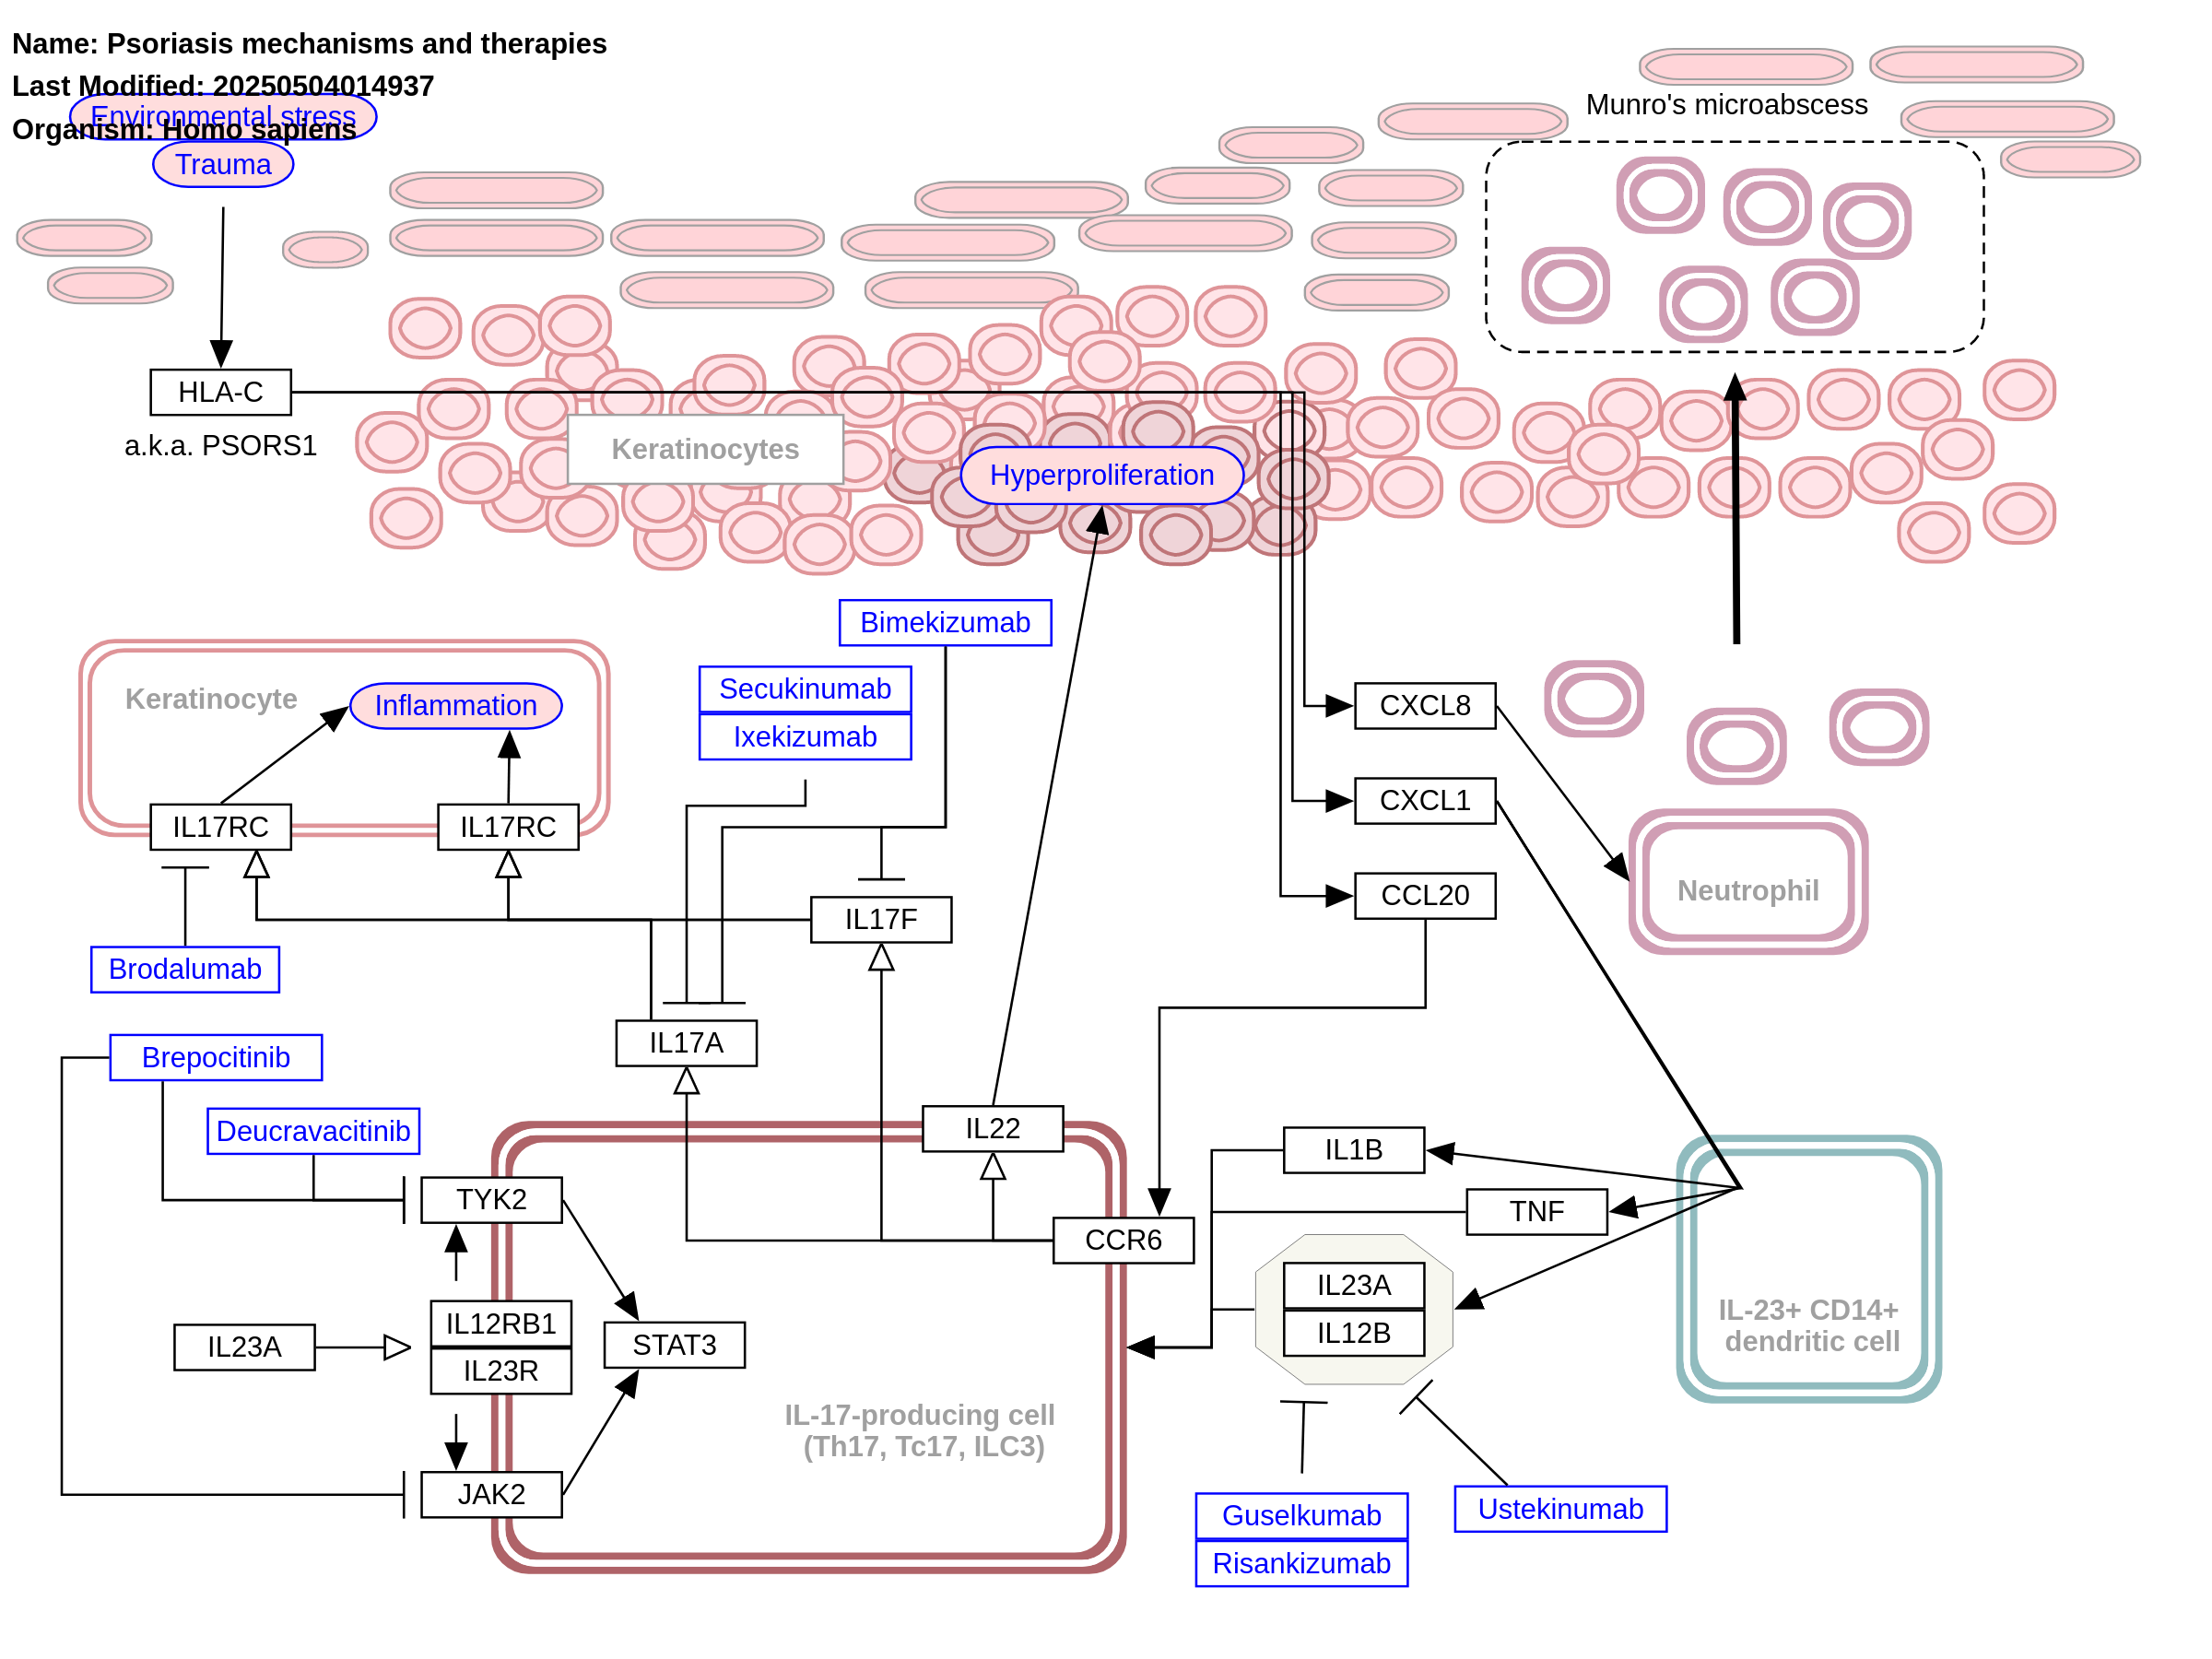 Name: Psoriasis mechanisms and therapies
Last Modified: 20250504014937
Environmental stress
Organism: Homo sapiens
Trauma
Munro's microabscess
HLA-C
a.k.a. PSORS1
Keratinocytes
Hyperproliferation
Bimekizumab
Secukinumab
Ixekizumab
Keratinocyte
Inflammation
IL17RC
IL17RC
CXCL8
CXCL1
CCL20
Neutrophil
IL17F
Brodalumab
IL17A
Brepocitinib
Deucravacitinib
IL22
TYK2
CCR6
IL1B
TNF
IL23A
IL12B
IL12RB1
IL23R
IL23A
STAT3
IL-23+ CD14+
dendritic cell
IL-17-producing cell
(Th17, Tc17, ILC3)
JAK2
Guselkumab
Risankizumab
Ustekinumab